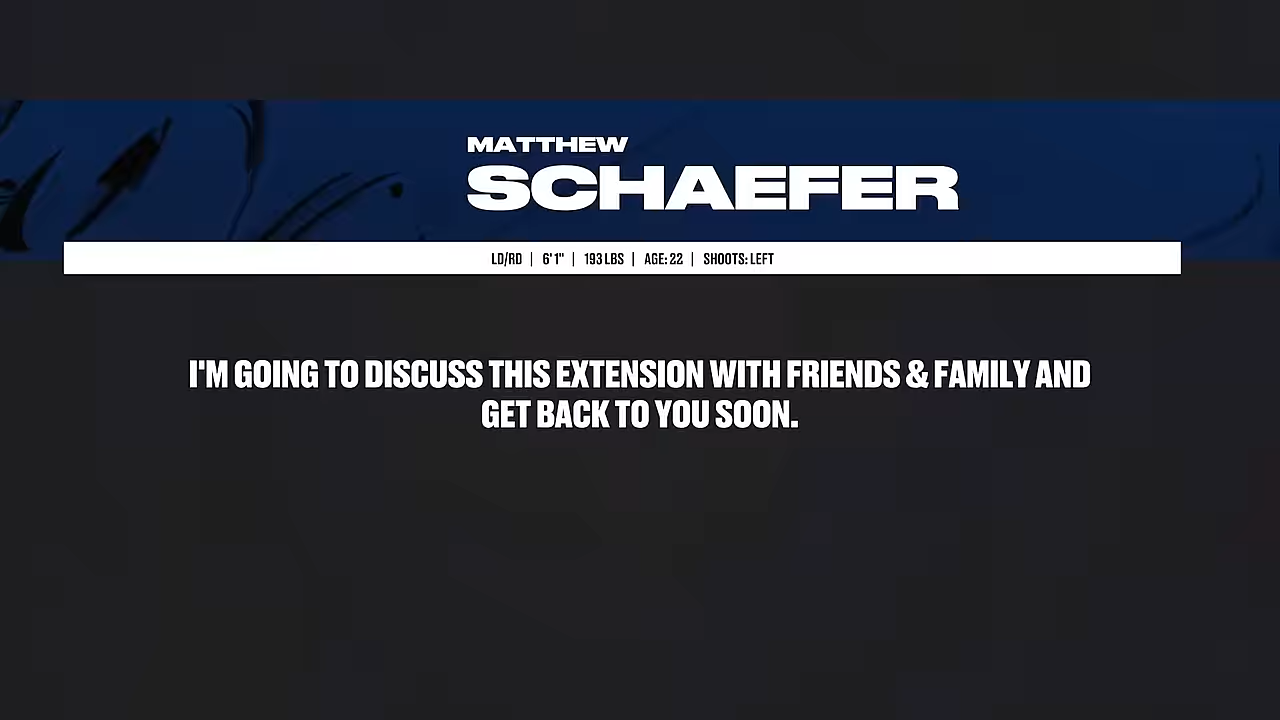 MATTHEW
SCHAEFER
LD/RD | 6'1" | 193 LBS | AGE: 22 | SHOOTS: LEFT
I'M GOING TO DISCUSS THIS EXTENSION WITH FRIENDS & FAMILY AND
GET BACK TO YOU SOON.